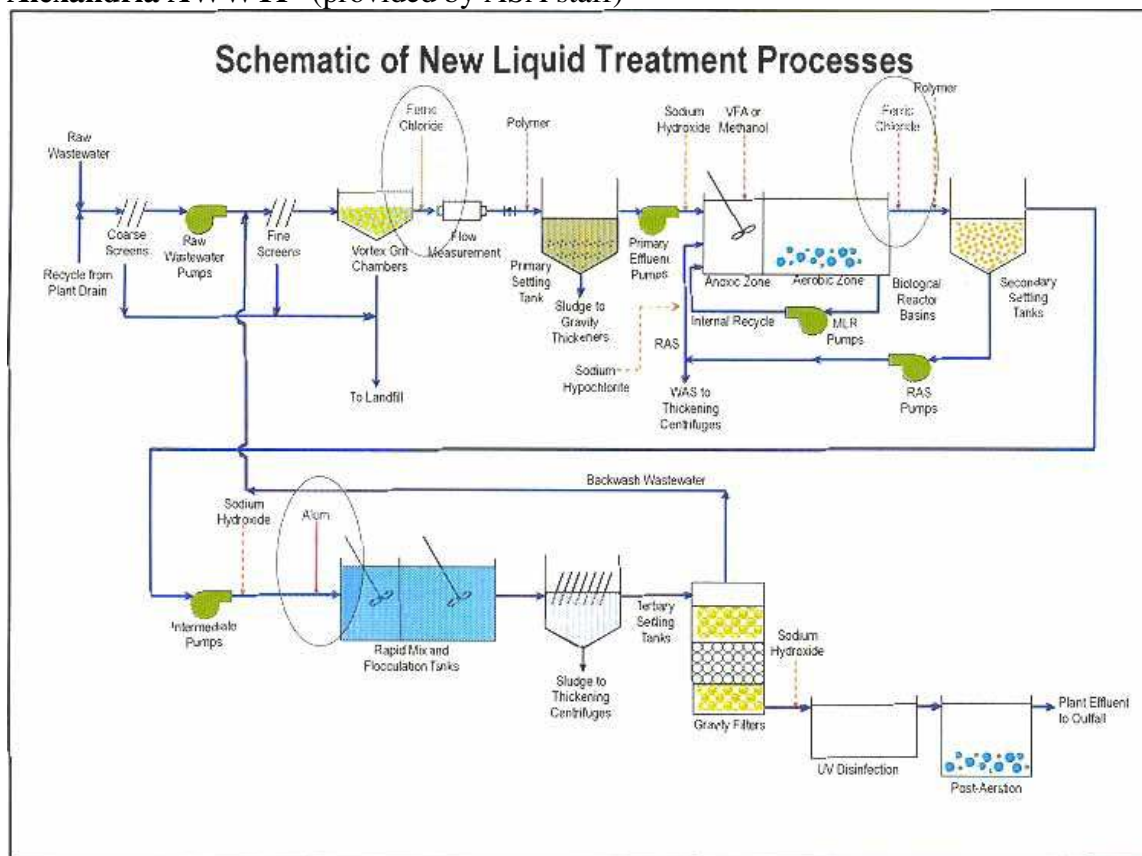 Alexandria AWWTP (provided by ASA staff)
Schematic of New Liquid Treatment Processes
Raw
Wastewater
Ferric
Chloride
Polymer
Sodium
Hydroxide
VFA or
Methanol
Ferric
Chloride
Polymer
Coarse
Screens
Raw
Wastewater
Pumps
Fine
Screens
Vortex Grit
Chambers
Flow
Measurement
Primary
Settling
Tank
Primary
Effluent
Pumps
Anoxic Zone
Aerobic Zone
Biological
Reactor
Basins
Secondary
Settling
Tanks
Recycle from
Plant Drain
Sludge to
Gravity
Thickeners
Internal Recycle
MLR
Pumps
RAS
Sodium
Hypochlorite
To Landfill
WAS to
Thickening
Centrifuges
RAS
Pumps
Backwash Wastewater
Sodium
Hydroxide
Alum
Intermediate
Pumps
Rapid Mix and
Flocculation Tanks
Tertiary
Settling
Tanks
Sludge to
Thickening
Centrifuges
Sodium
Hydroxide
Gravity Filters
UV Disinfection
Post-Aeration
Plant Effluent
to Outfall